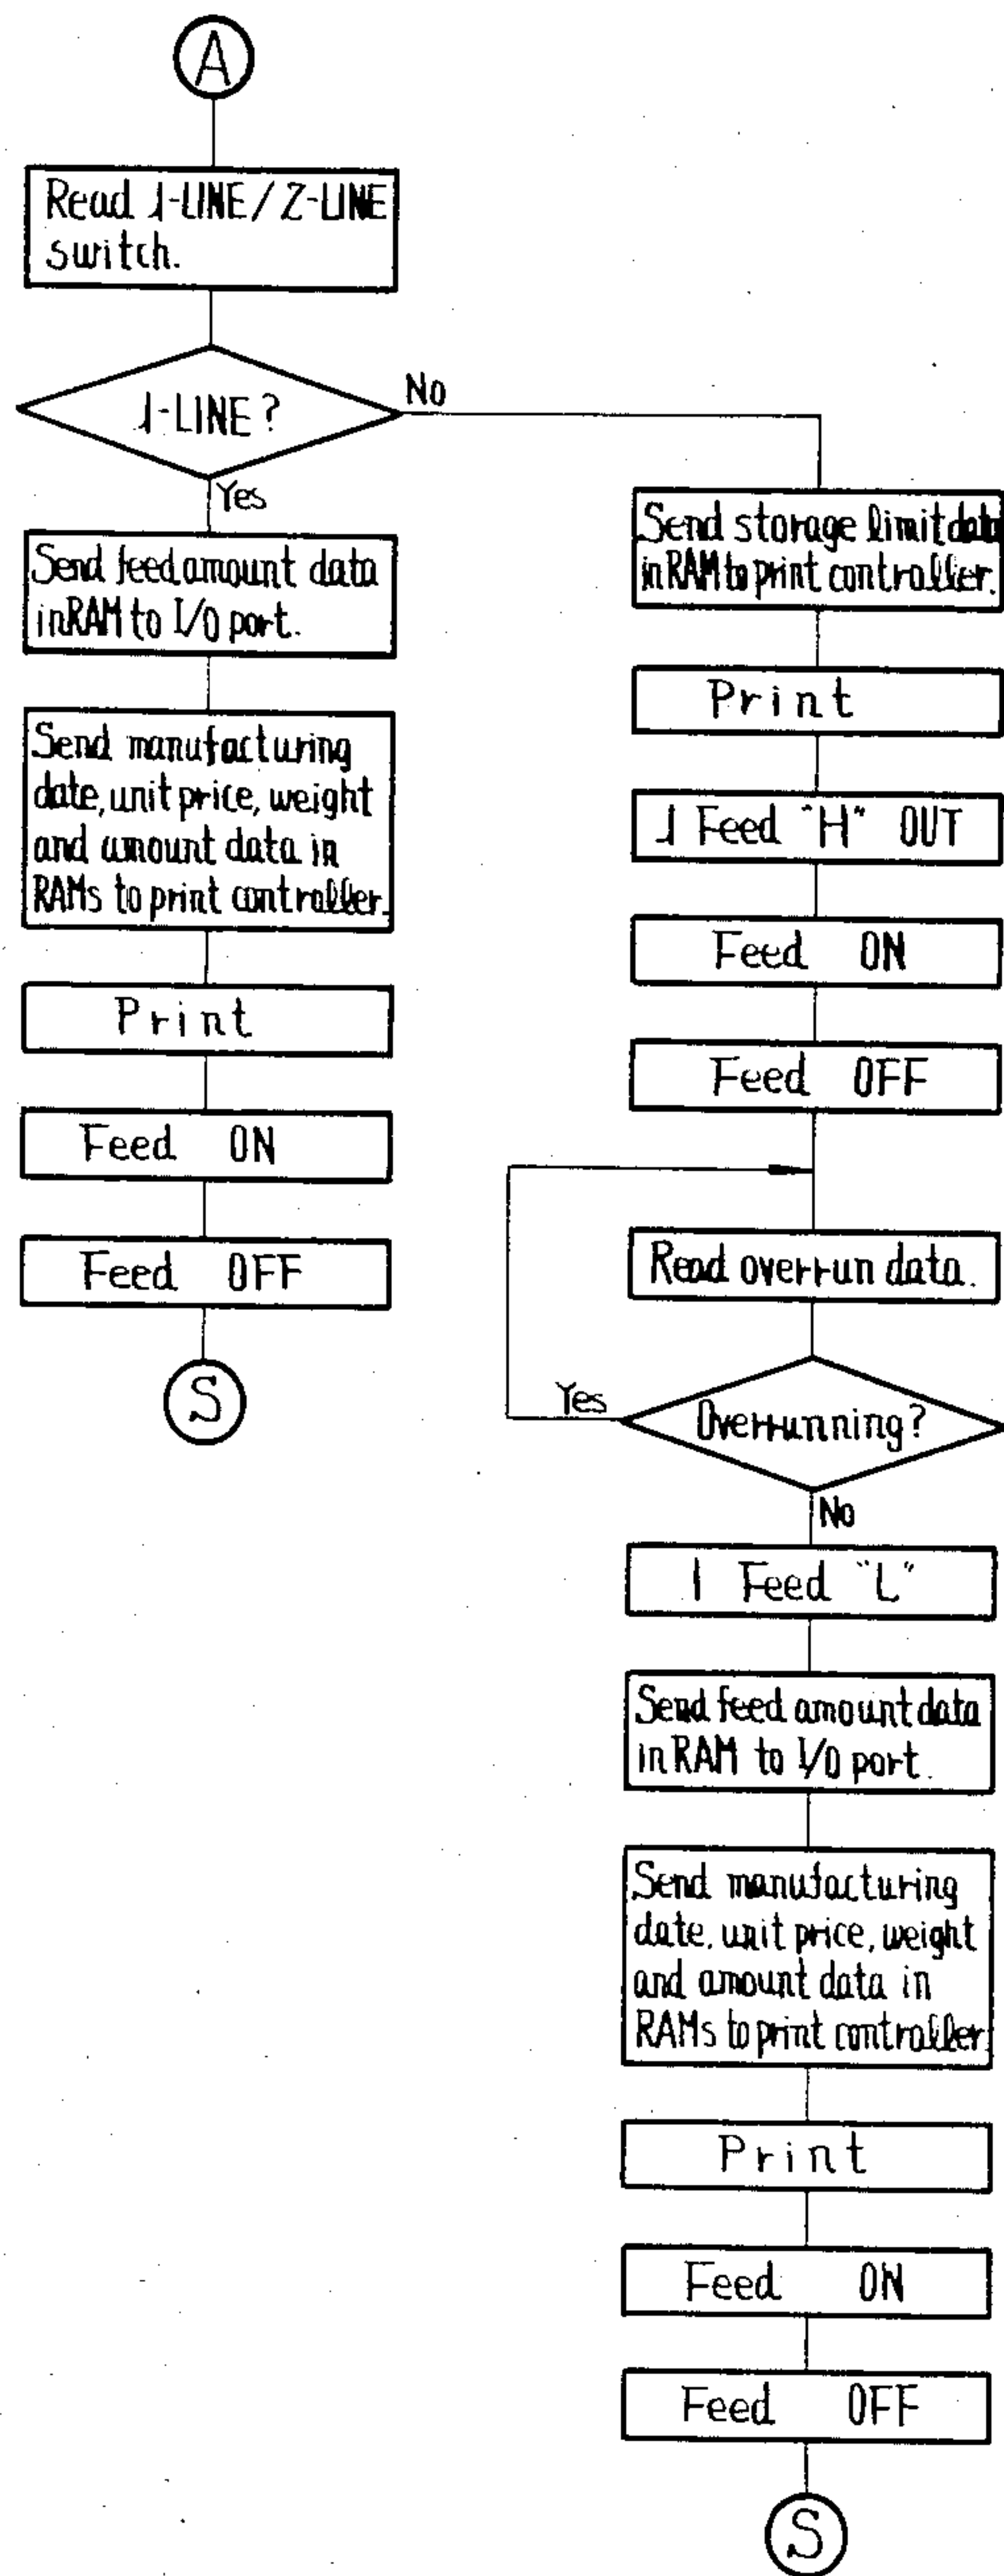 A
Read 1-LINE/2-LINE
switch.
1-LINE?
No
Yes
Send feed amount data
in RAM to I/O port.
Send manufacturing
date, unit price, weight
and amount data in
RAMs to print controller.
Print
Feed ON
Feed OFF
S
Send storage limit data
in RAM to print controller.
Print
1 Feed "H" OUT
Feed ON
Feed OFF
Read overrun data.
Overrunning?
Yes
No
1 Feed "L"
Send feed amount data
in RAM to I/O port.
Send manufacturing
date, unit price, weight
and amount data in
RAMs to print controller.
Print
Feed ON
Feed OFF
S